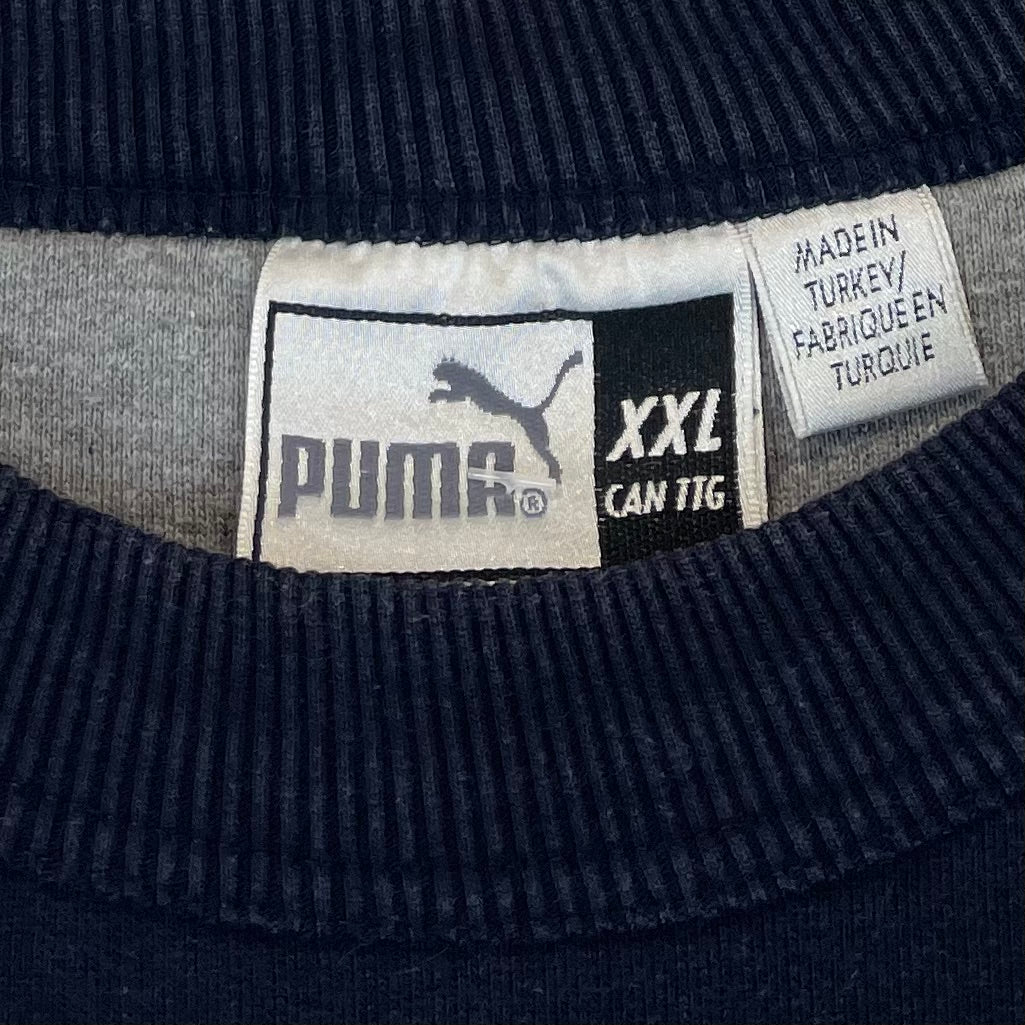 PUMA®
XXL
CAN TTG
MADE IN
TURKEY/
FABRIQUE EN
TURQUIE